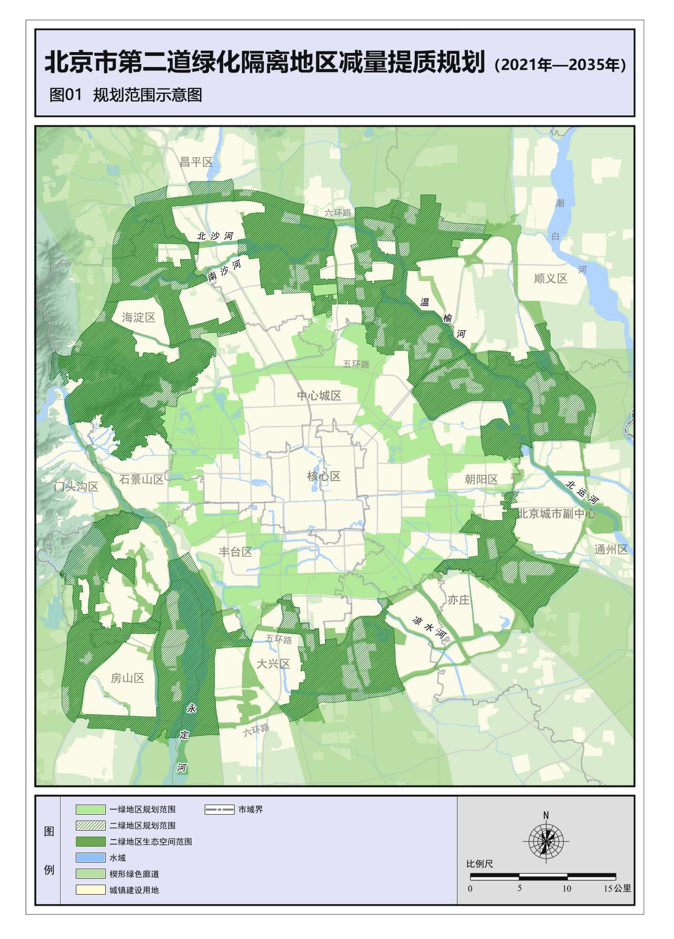 北京市第二道绿化隔离地区减量提质规划（2021年—2035年）
图01 规划范围示意图
昌平区
六环路
潮
白
河
北沙河
南沙河
顺义区
温
榆
河
海淀区
五环路
中心城区
核心区
朝阳区
石景山区
门头沟区
北运河
北京城市副中心
通州区
丰台区
亦庄
凉水河
五环路
大兴区
房山区
永
定
河
六环路
图
例
一绿地区规划范围
二绿地区规划范围
二绿地区生态空间范围
水域
楔形绿色廊道
城镇建设用地
市域界
N
比例尺
0 5 10 15公里